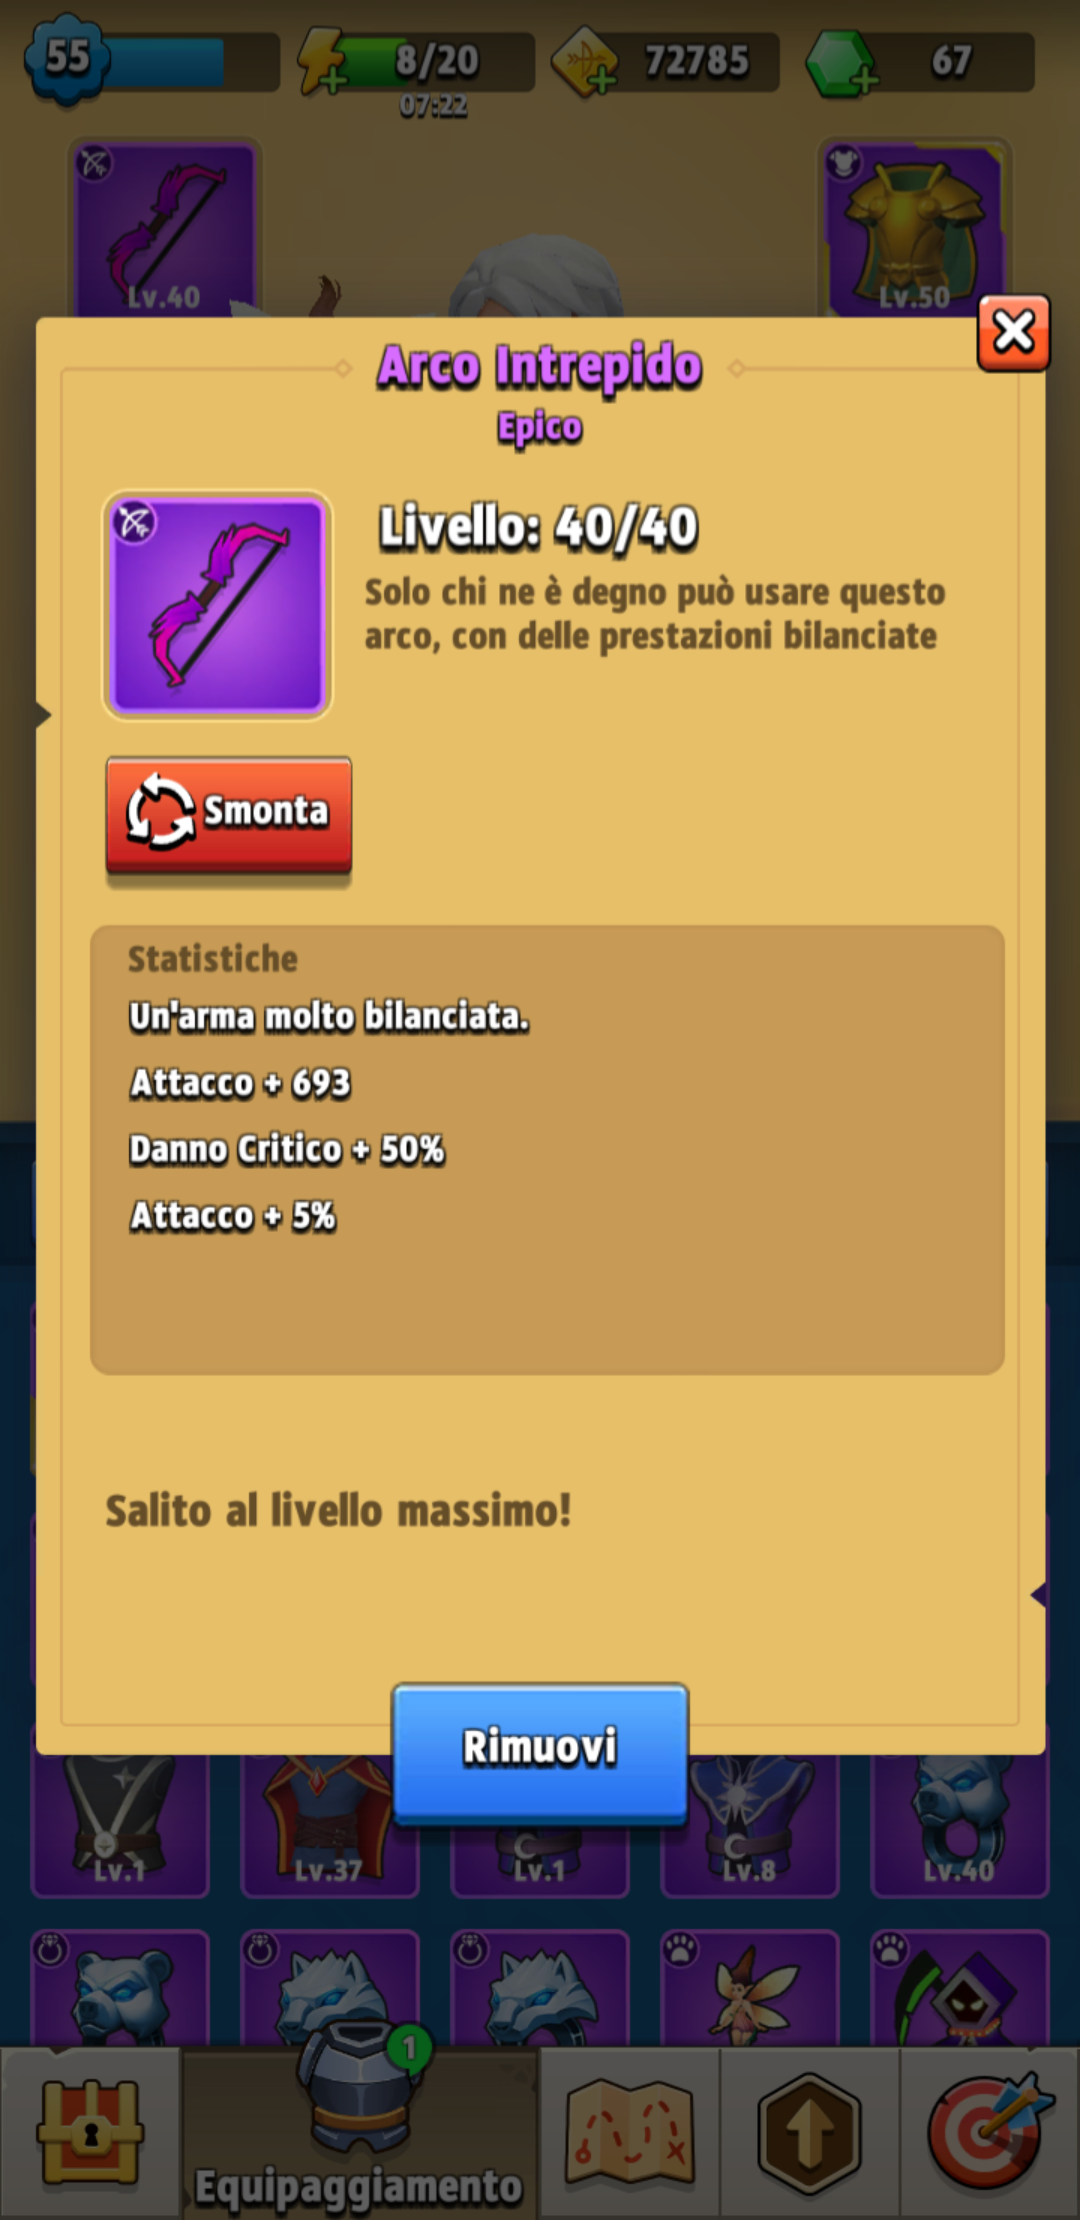 55
8/20
72785
67
07:22
Lv.40
Lv.50
Arco Intrepido
Epico
Livello: 40/40
Solo chi ne è degno può usare questo
arco, con delle prestazioni bilanciate
Smonta
Statistiche
Un'arma molto bilanciata.
Attacco + 693
Danno Critico + 50%
Attacco + 5%
Salito al livello massimo!
Rimuovi
Lv.1
Lv.37
Lv.1
Lv.8
Lv.40
1
Equipaggiamento